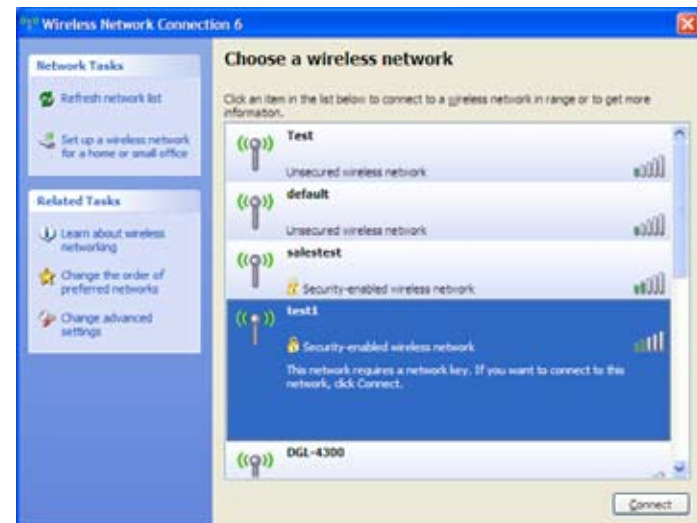 Wireless Network Connection 6
Network Tasks
Refresh network list
Set up a wireless network
for a home or small office
Related Tasks
Learn about wireless
networking
Change the order of
preferred networks
Change advanced
settings
Choose a wireless network
Click an item in the list below to connect to a wireless network in range or to get more
information.
Test
Unsecured wireless network
default
Unsecured wireless network
salestest
Security-enabled wireless network
test1
Security-enabled wireless network
This network requires a network key. If you want to connect to this
network, click Connect.
DGL-4300
Connect